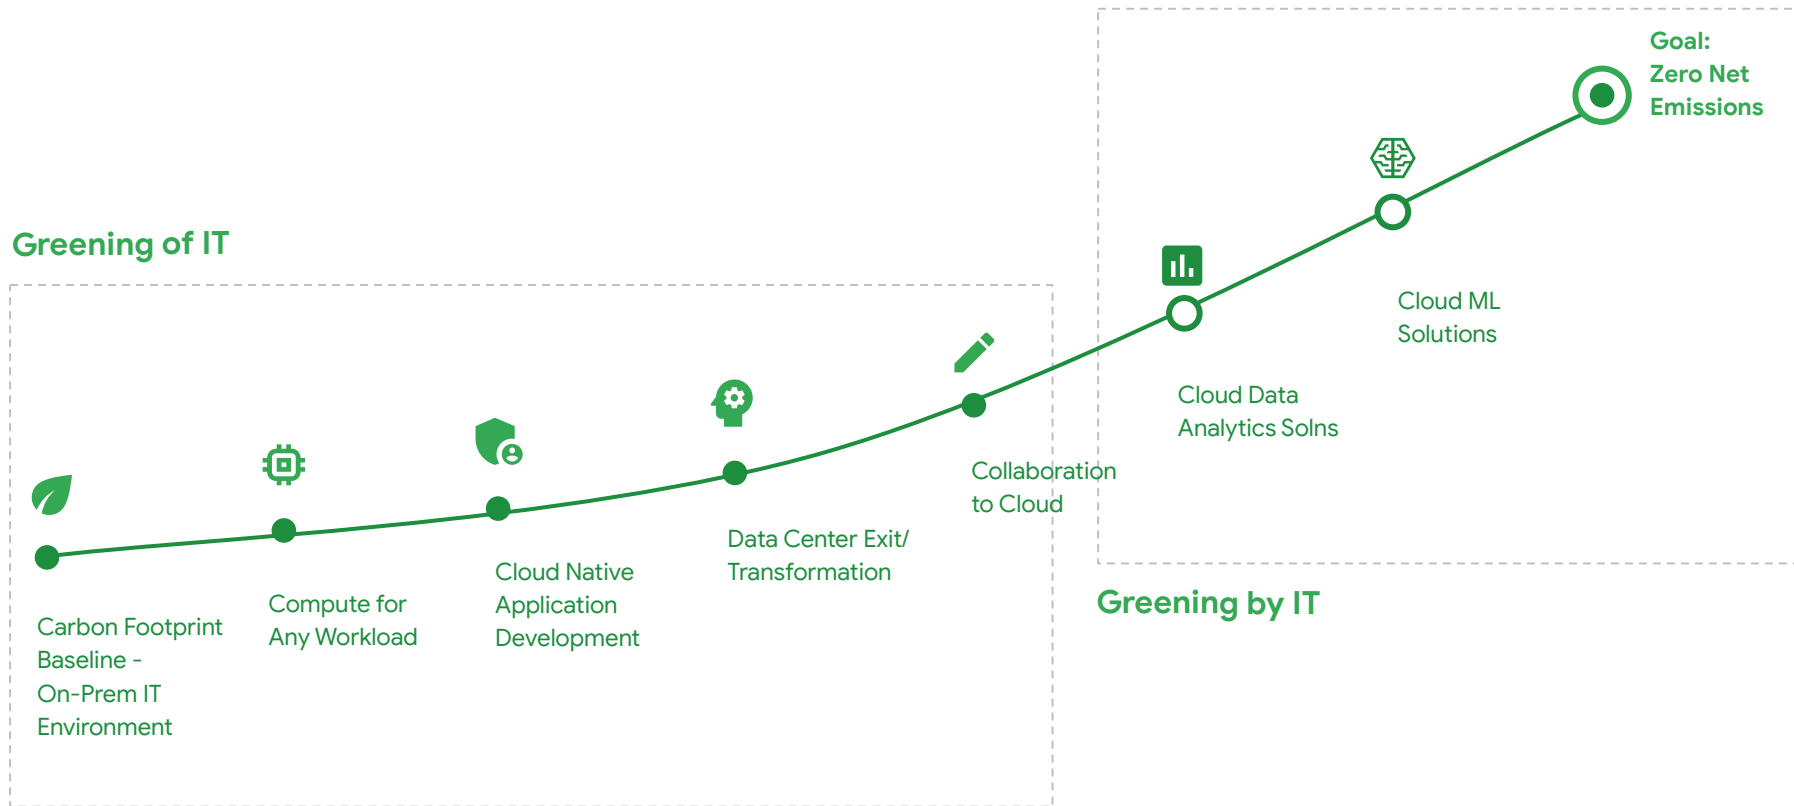 Greening of IT
Carbon Footprint
Baseline -
On-Prem IT
Environment
Compute for
Any Workload
Cloud Native
Application
Development
Data Center Exit/
Transformation
Collaboration
to Cloud
Cloud Data
Analytics Solns
Cloud ML
Solutions
Goal:
Zero Net
Emissions
Greening by IT